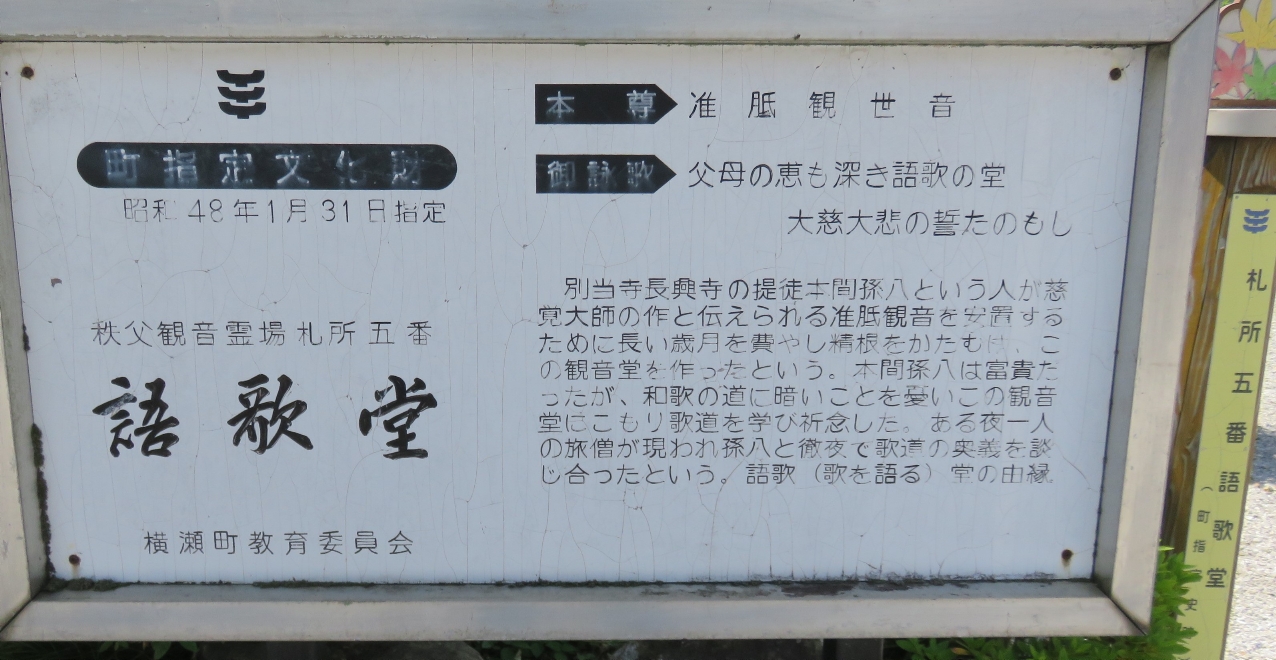 町指定文化財
昭和48年1月31日指定
秩父観音霊場札所五番
語歌堂
横瀬町教育委員会
本尊 准胝観世音
御詠歌 父母の恵も深き語歌の堂
大慈大悲の誓たのもし
別当寺長興寺の提徒本間孫八という人が慈
覚大師の作と伝えられる准胝観音を安置する
ために長い歳月を費やし精根をかたむけ、こ
の観音堂を作ったという。本間孫八は富貴だ
ったが、和歌の道に暗いことを憂いこの観音
堂にこもり歌道を学び祈念した。ある夜一人
の旅僧が現われ孫八と徹夜で歌道の奥義を談
じ合ったという。語歌（歌を語る）堂の由縁
札所五番語歌堂
（町指 史